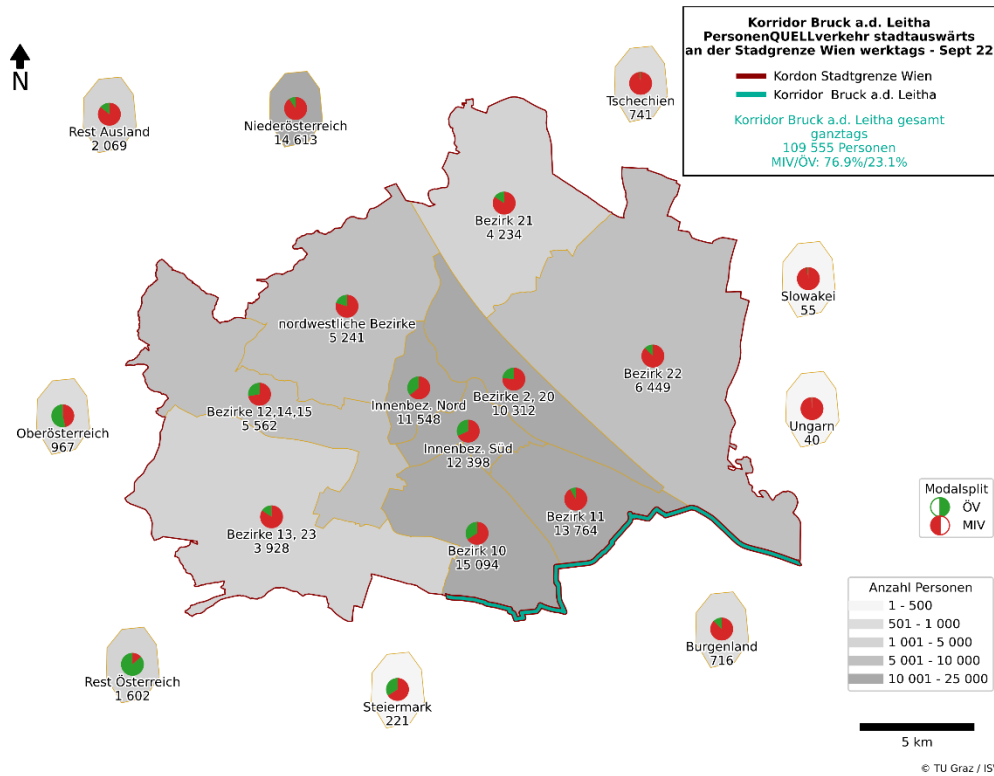 Korridor Bruck a.d. Leitha
PersonenQUELLverkehr stadtauswärts
an der Stadgrenze Wien werktags - Sept 22
Kordon Stadtgrenze Wien
Korridor Bruck a.d. Leitha
Korridor Bruck a.d. Leitha gesamt
ganztags
109 555 Personen
MIV/ÖV: 76.9%/23.1%
N
Rest Ausland
2 069
Niederösterreich
14 613
Tschechien
741
Bezirk 21
4 234
Slowakei
55
nordwestliche Bezirke
5 241
Bezirk 22
6 449
Bezirke 12,14,15
5 562
Innenbez. Nord
11 548
Bezirke 2, 20
10 312
Oberösterreich
967
Innenbez. Süd
12 398
Ungarn
40
Bezirke 13, 23
3 928
Bezirk 10
15 094
Bezirk 11
13 764
Modalsplit
ÖV
MIV
Anzahl Personen
1 - 500
501 - 1 000
1 001 - 5 000
5 001 - 10 000
10 001 - 25 000
Burgenland
716
Rest Österreich
1 602
Steiermark
221
5 km
© TU Graz / IS